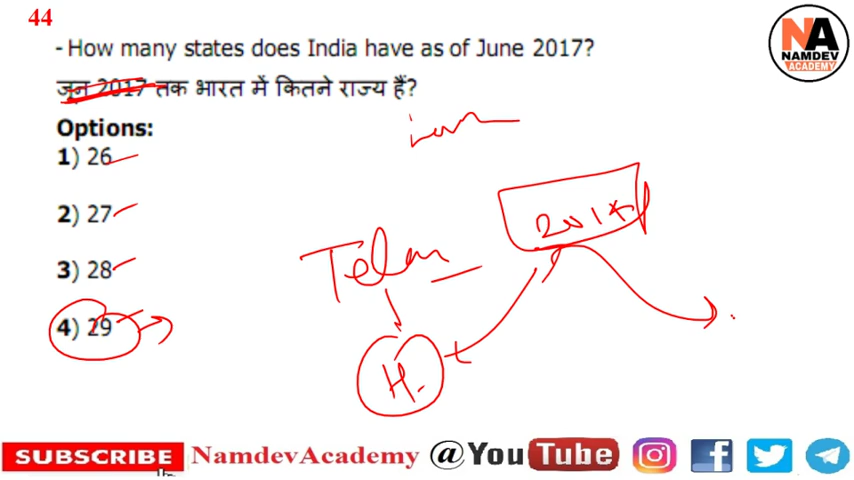 44
NA
NAMDEV
ACADEMY
- How many states does India have as of June 2017?
जून 2017 तक भारत में कितने राज्य हैं?
Options:
1) 26
2) 27
3) 28
4) 29
Telan
H.
SUBSCRIBE NamdevAcademy @YouTube